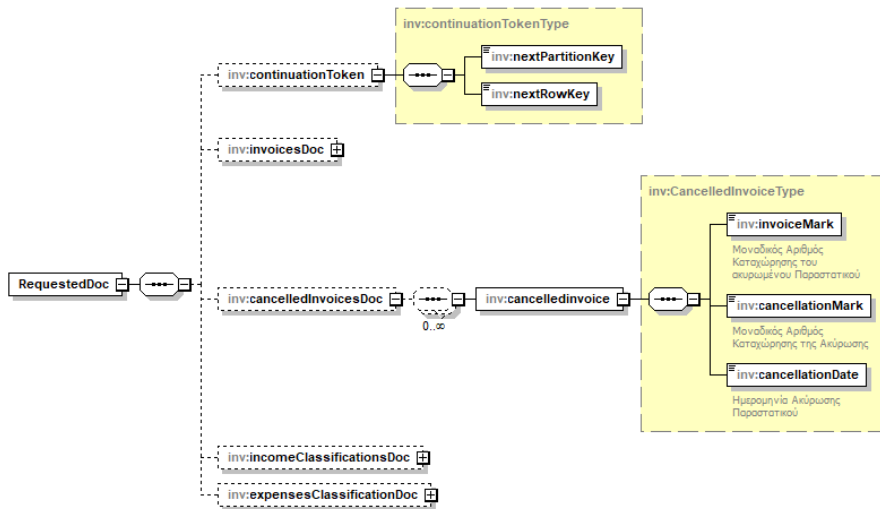 inv:continuationTokenType
inv:continuationToken
inv:nextPartitionKey
inv:nextRowKey
inv:invoicesDoc
inv:CancelledInvoiceType
inv:invoiceMark
Μοναδικός Αριθμός
Καταχώρησης του
ακυρωμένου Παραστατικού
RequestedDoc
inv:cancelledInvoicesDoc
0..∞
inv:cancelledinvoice
inv:cancellationMark
Μοναδικός Αριθμός
Καταχώρησης της Ακύρωσης
inv:cancellationDate
Ημερομηνία Ακύρωσης
Παραστατικού
inv:incomeClassificationsDoc
inv:expensesClassificationDoc